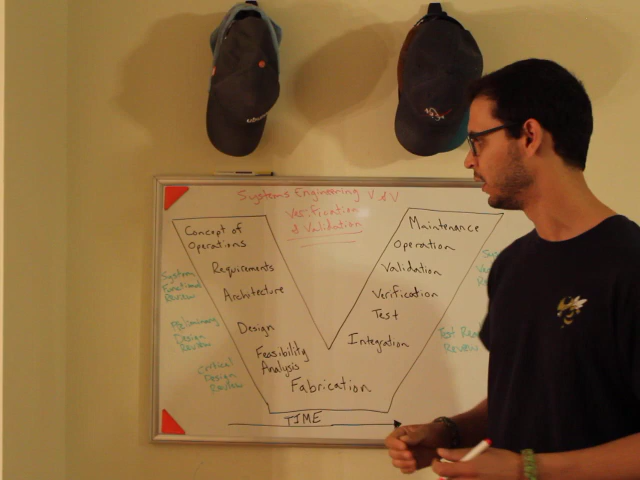 Systems Engineering V & V
Verification
& Validation
Concept of
Operations
Requirements
Architecture
Design
Feasibility
Analysis
Fabrication
Integration
Test
Verification
Validation
Operation
Maintenance
System
Functional
Review
Preliminary
Design
Review
Critical
Design
Review
Test
Review
TIME